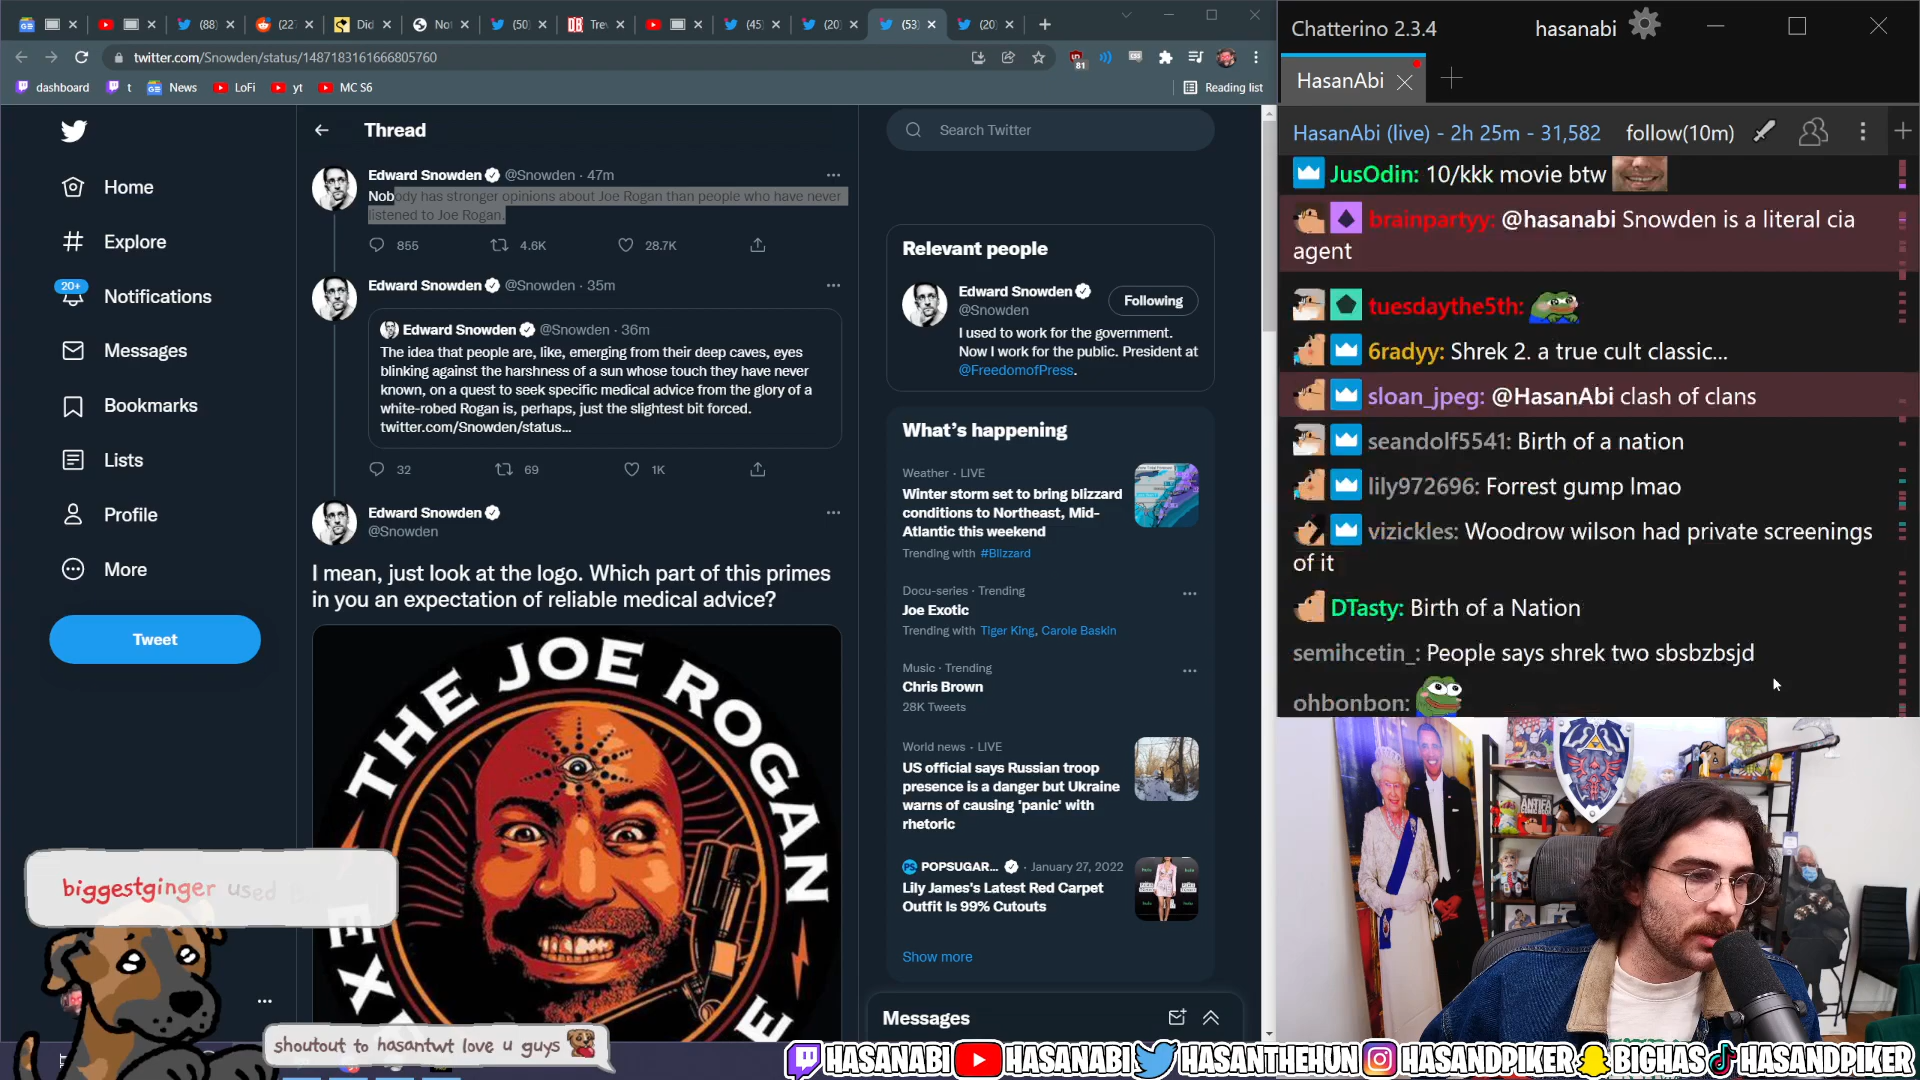 (88)
(227
Did
Not
(50)
Trev
(45)
(20)
(53)
(20)
twitter.com/Snowden/status/1487183161666805760
81
dashboard
t
News
LoFi
yt
MC S6
Reading list
Home
Explore
20+
Notifications
Messages
Bookmarks
Lists
Profile
More
Tweet
Thread
Edward Snowden @Snowden · 47m
Nobody has stronger opinions about Joe Rogan than people who have never
listened to Joe Rogan.
855
4.6K
28.7K
Edward Snowden @Snowden · 35m
Edward Snowden @Snowden · 36m
The idea that people are, like, emerging from their deep caves, eyes
blinking against the harshness of a sun whose touch they have never
known, on a quest to seek specific medical advice from the glory of a
white-robed Rogan is, perhaps, just the slightest bit forced.
twitter.com/Snowden/status...
32
69
1K
Edward Snowden
@Snowden
I mean, just look at the logo. Which part of this primes
in you an expectation of reliable medical advice?
THE JOE ROGAN
Search Twitter
Relevant people
Edward Snowden
@Snowden
Following
I used to work for the government.
Now I work for the public. President at
@FreedomofPress.
What's happening
Weather · LIVE
Winter storm set to bring blizzard
conditions to Northeast, Mid-
Atlantic this weekend
Trending with #Blizzard
Docu-series · Trending
Joe Exotic
Trending with Tiger King, Carole Baskin
Music · Trending
Chris Brown
28K Tweets
World news · LIVE
US official says Russian troop
presence is a danger but Ukraine
warns of causing 'panic' with
rhetoric
POPSUGAR... · January 27, 2022
Lily James's Latest Red Carpet
Outfit Is 99% Cutouts
Show more
Messages
biggestginger used
shoutout to hasantwt love u guys
Chatterino 2.3.4
hasanabi
HasanAbi
HasanAbi (live) - 2h 25m - 31,582
follow(10m)
JusOdin: 10/kkk movie btw
brainpartyy: @hasanabi Snowden is a literal cia
agent
tuesdaythe5th:
6radyy: Shrek 2. a true cult classic...
sloan_jpeg: @HasanAbi clash of clans
seandolf5541: Birth of a nation
lily972696: Forrest gump lmao
vizickles: Woodrow wilson had private screenings
of it
DTasty: Birth of a Nation
semihcetin_: People says shrek two sbsbzbsjd
ohbonbon:
ANTIFA
HASANABI
HASANABI
HASANTHEHUN
HASANDPIKER
BIGHAS
HASANDPIKER